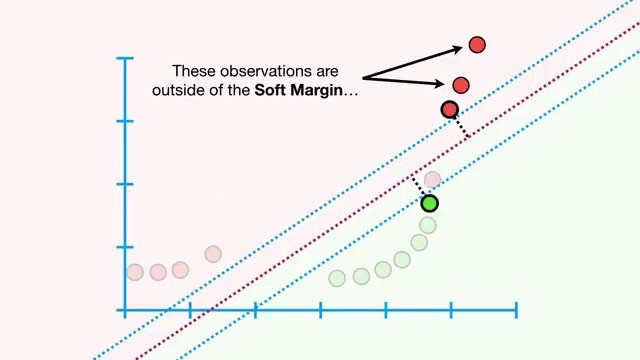 These observations are
outside of the Soft Margin…